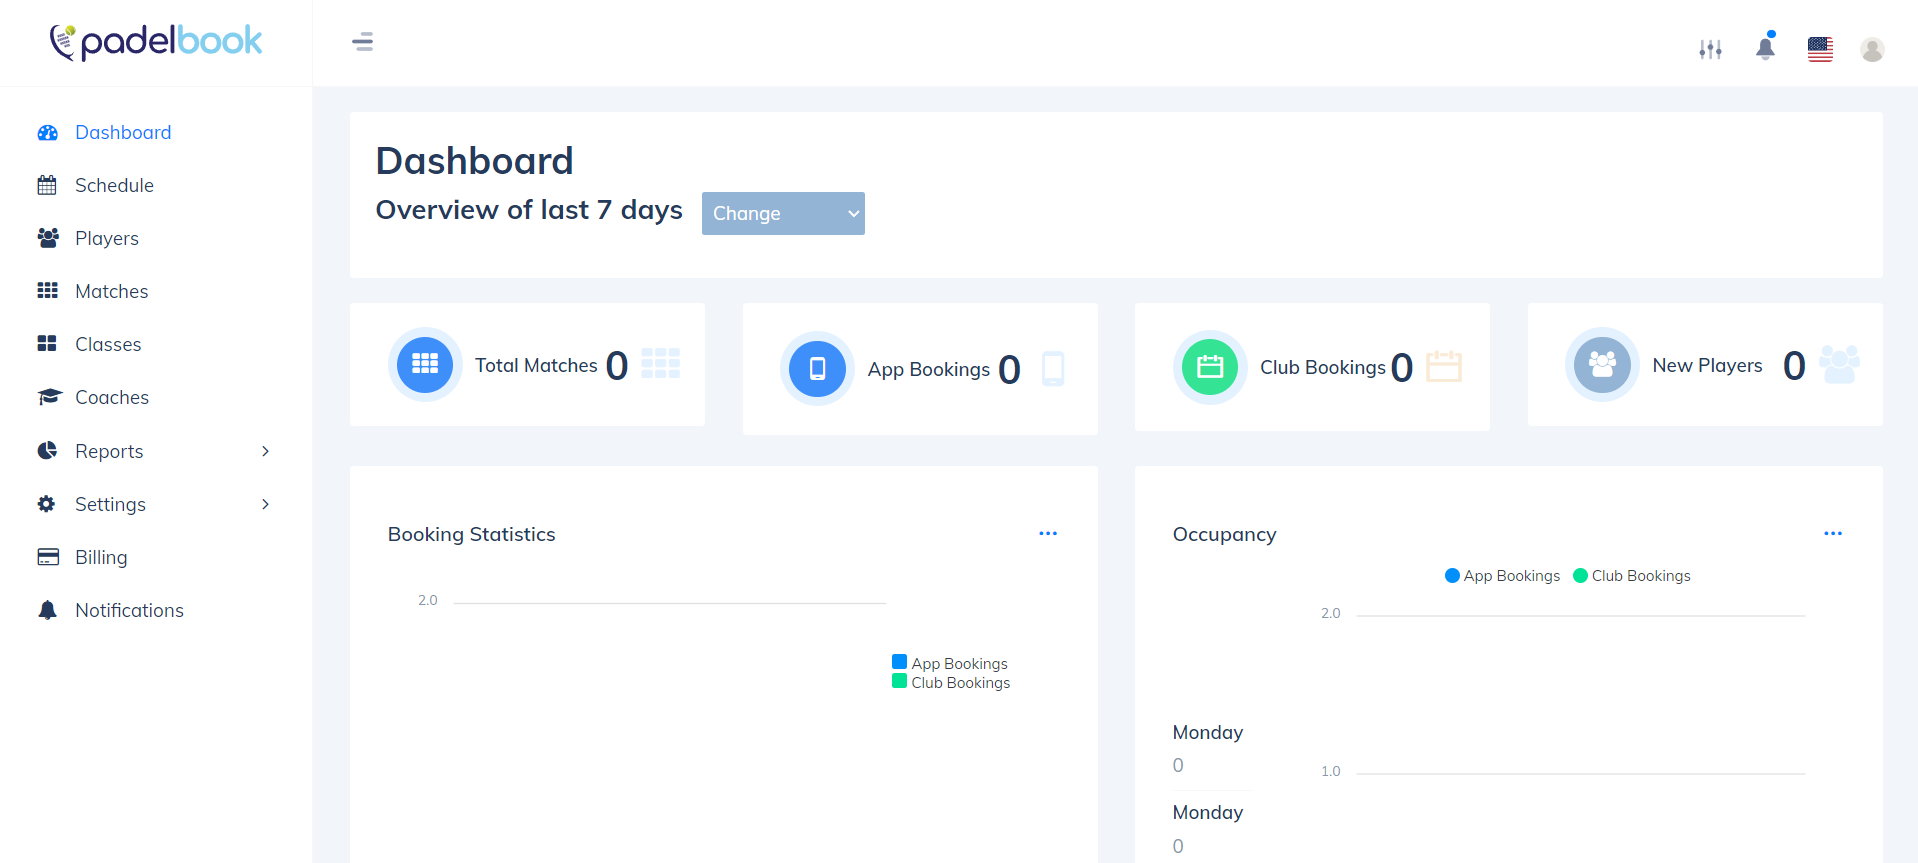 padelbook
Dashboard
Schedule
Players
Matches
Classes
Coaches
Reports
Settings
Billing
Notifications
Dashboard
Overview of last 7 days
Change
Total Matches 0
App Bookings 0
Club Bookings 0
New Players 0
Booking Statistics
2.0
App Bookings
Club Bookings
Occupancy
App Bookings Club Bookings
2.0
1.0
Monday
0
Monday
0